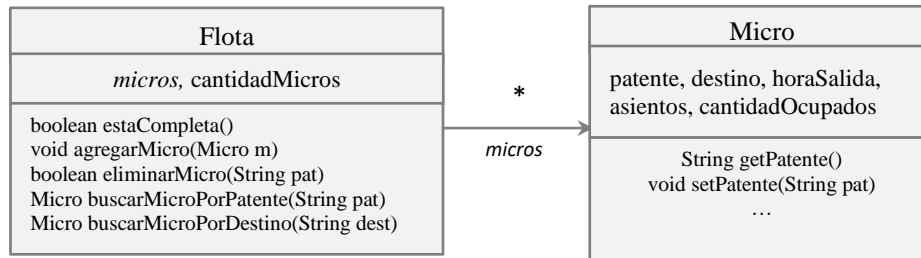 Flota
micros, cantidadMicros
boolean estaCompleta()
void agregarMicro(Micro m)
boolean eliminarMicro(String pat)
Micro buscarMicroPorPatente(String pat)
Micro buscarMicroPorDestino(String dest)
*
micros
Micro
patente, destino, horaSalida,
asientos, cantidadOcupados
String getPatente()
void setPatente(String pat)
…